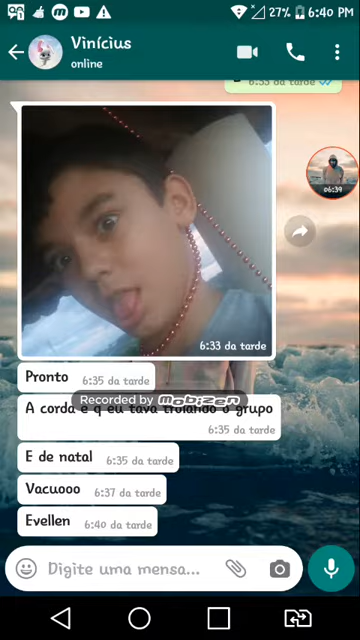 27% 6:40 PM
Vinícius
online
6:33 da tarde
06:39
6:33 da tarde
Pronto 6:35 da tarde
Recorded by mobizen
A corda é q eu tava trolando o grupo
6:35 da tarde
E de natal 6:35 da tarde
Vacuooo 6:37 da tarde
Evellen 6:40 da tarde
Digite uma mensa...